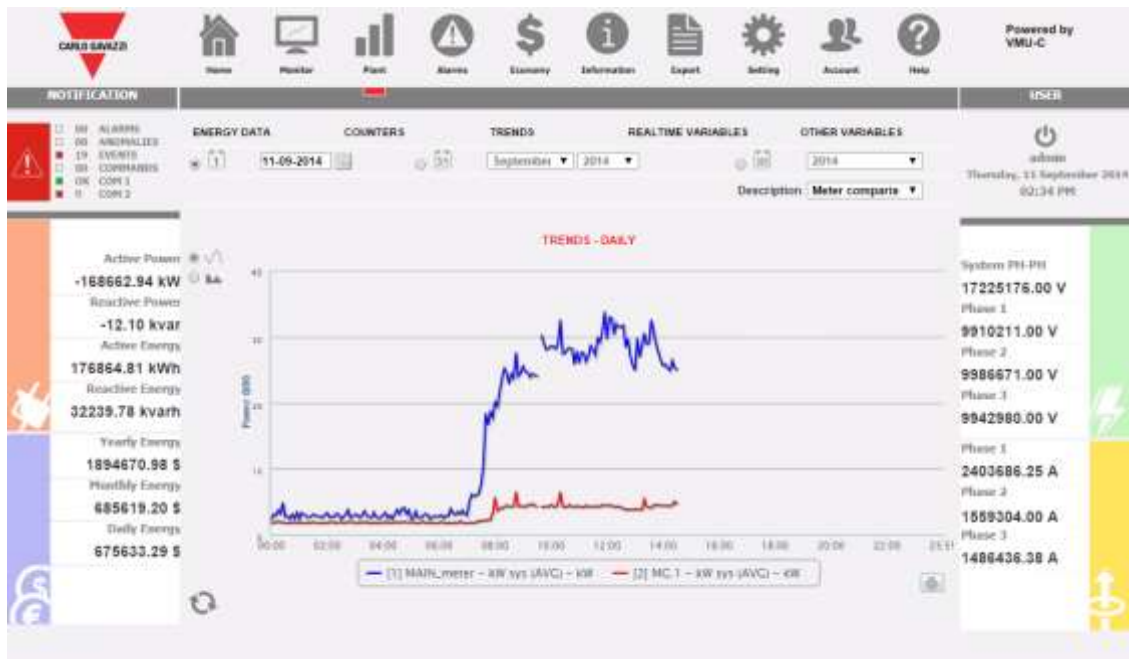 CARLO GAVAZZI
Home
Monitor
Plant
Alarms
Economy
Information
Export
Setting
Account
Help
Powered by
VMU-C
NOTIFICATION
USER
00 ALARMS
00 ANOMALIES
19 EVENTS
00 COMMANDS
OK COM 1
0 COM 2
ENERGY DATA COUNTERS TRENDS REALTIME VARIABLES OTHER VARIABLES
1 11-09-2014 31 September 2014 2014
Description Meter comparis
admin
Thursday, 11 September 2014
02:34 PM
TRENDS - DAILY
Active Power
-168662.94 kW
Reactive Power
-12.10 kvar
Active Energy
176864.81 kWh
Reactive Energy
32239.78 kvarh
Yearly Energy
1894670.98 $
Monthly Energy
685619.20 $
Daily Energy
675633.29 $
40
30
20
10
0
00:00 02:00 04:00 06:00 08:00 10:00 12:00 14:00 16:00 18:00 20:00 22:00
[1] MAIN_meter - kW sys (AVG) - kW [2] MC.1 - kW sys (AVG) - kW
System PH-PH
17225176.00 V
Phase 1
9910211.00 V
Phase 2
9986671.00 V
Phase 3
9942980.00 V
Phase 1
2403686.25 A
Phase 2
1559304.00 A
Phase 3
1486436.38 A